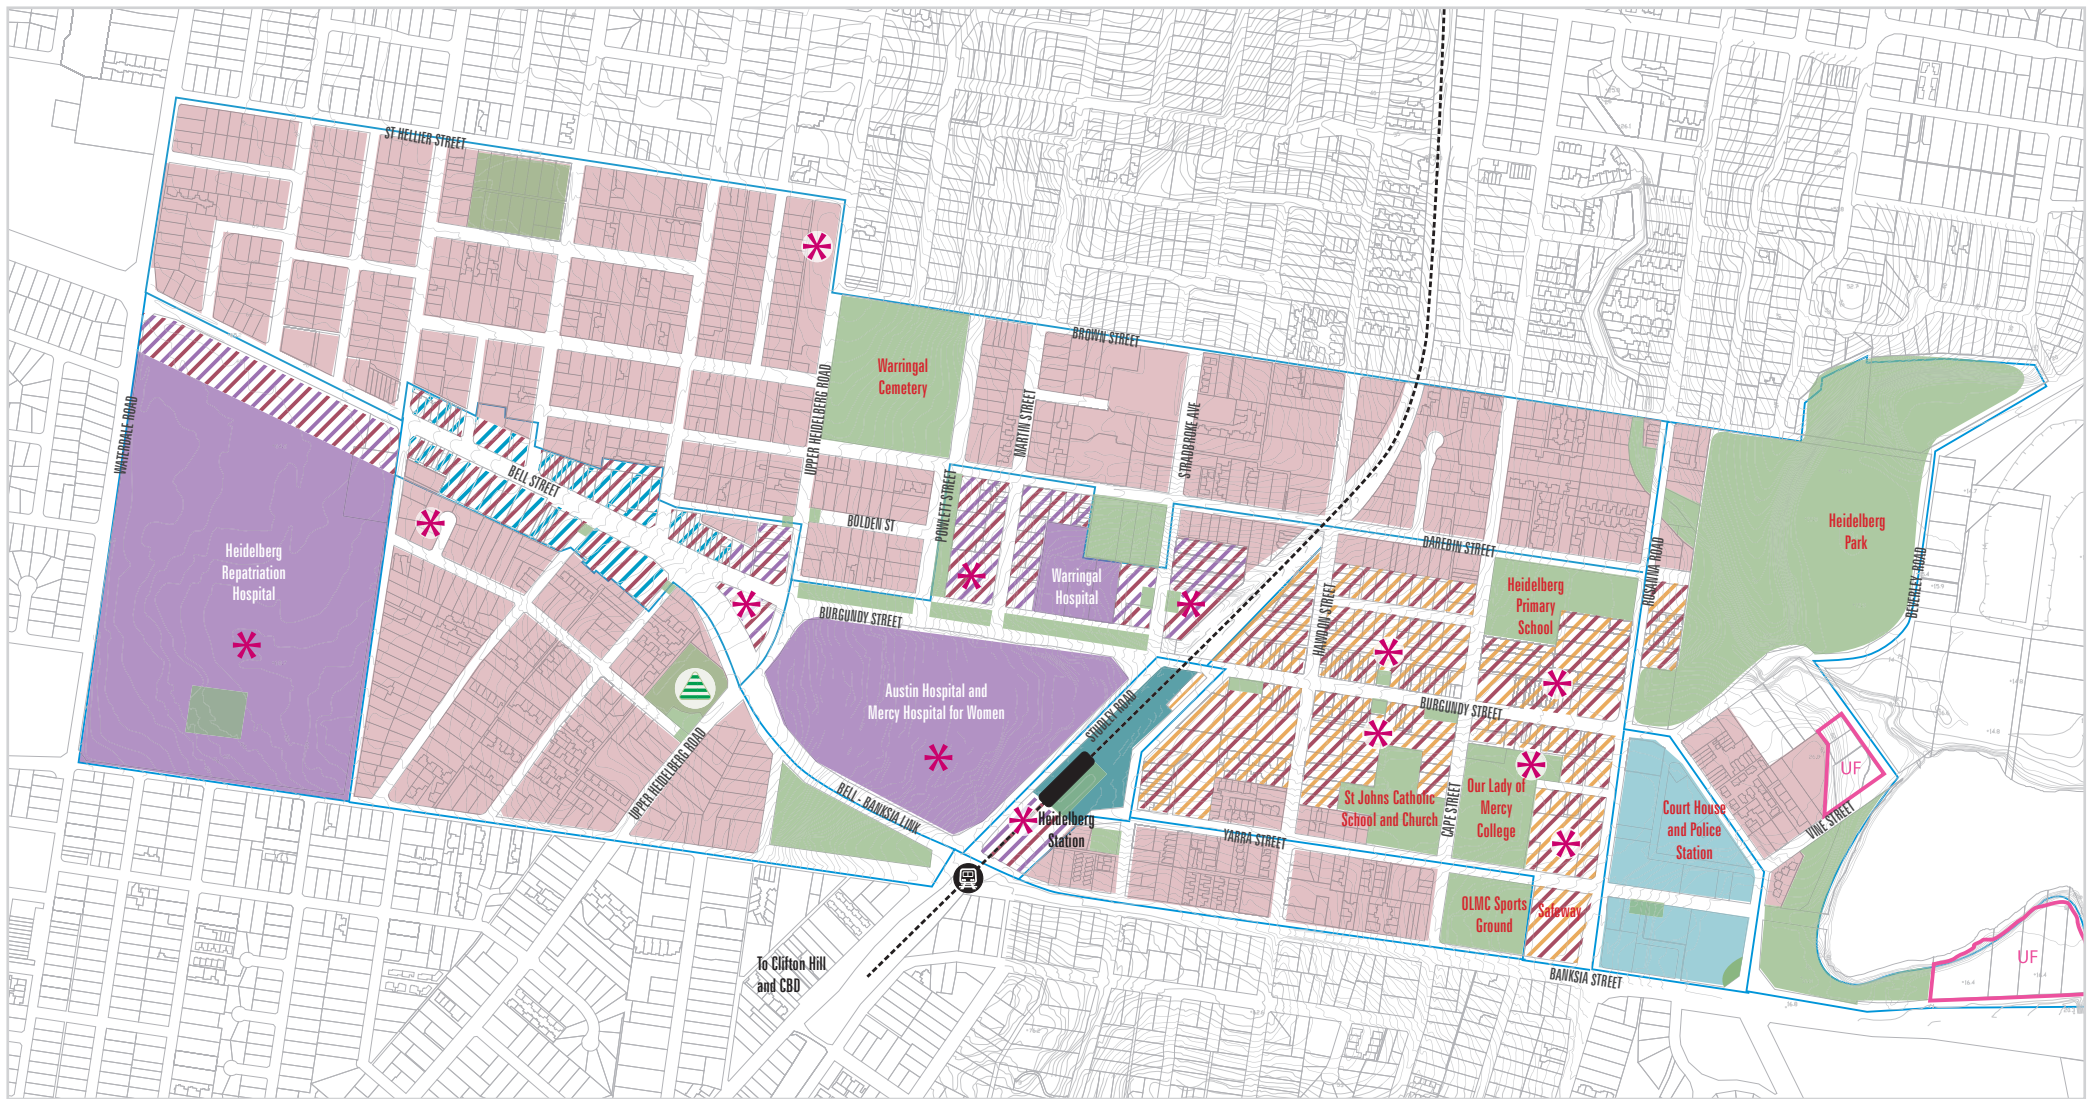 ST HELLIER STREET
BROWN STREET
Warringal
Cemetery
WATERDALE ROAD
UPPER HEIDELBERG ROAD
MARTIN STREET
STRADBROKE AVE
BELL STREET
POWLETT STREET
BOLDEN ST
DAREBIN STREET
Heidelberg
Park
ROSANNA ROAD
BEVERLEY ROAD
Heidelberg
Repatriation
Hospital
Warringal
Hospital
Heidelberg
Primary
School
HAWDON STREET
BURGUNDY STREET
Austin Hospital and
Mercy Hospital for Women
STUDLEY ROAD
BURGUNDY STREET
UPPER HEIDELBERG ROAD
BELL - BANKSIA LINK
Heidelberg
Station
St Johns Catholic
School and Church
CAPE STREET
Our Lady of
Mercy
College
Court House
and Police
Station
UF
VINE STREET
YARRA STREET
OLMC Sports
Ground
Safeway
To Clifton Hill
and CBD
BANKSIA STREET
UF